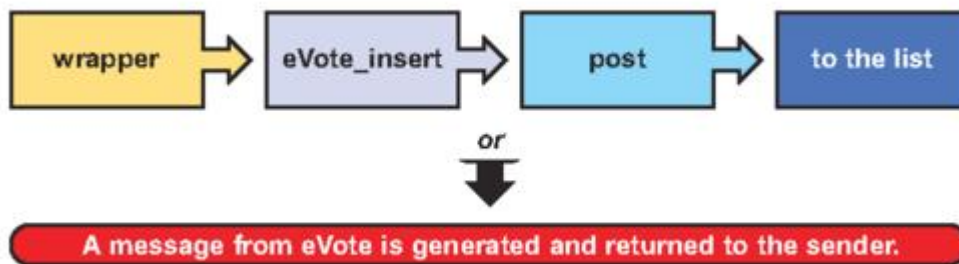 wrapper eVote_insert post to the list
or
A message from eVote is generated and returned to the sender.